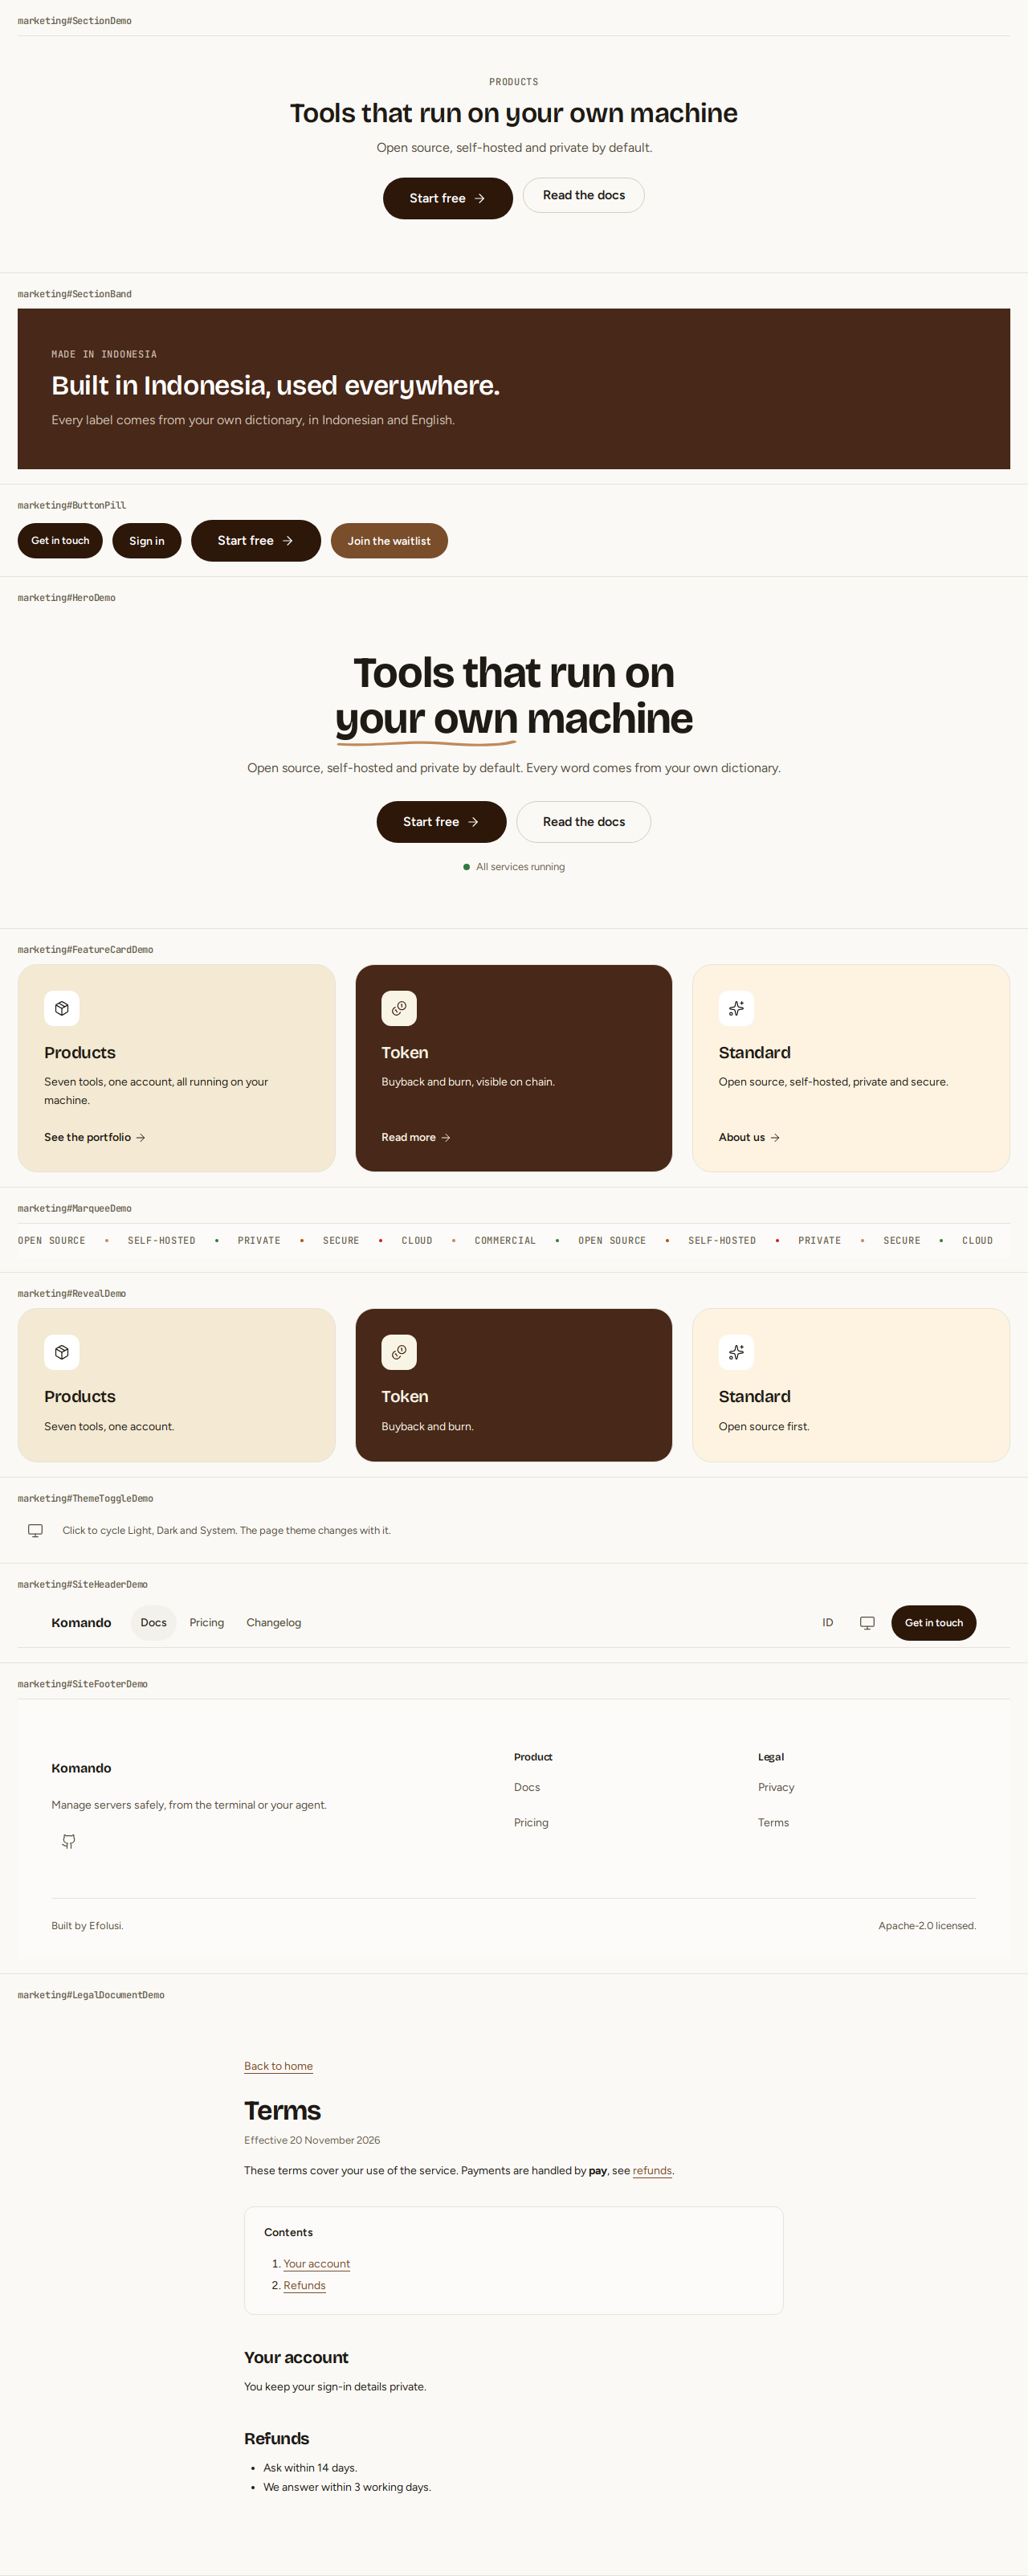 marketing#SectionDemo
PRODUCTS
Tools that run on your own machine
Open source, self-hosted and private by default.
Start free
Read the docs
marketing#SectionBand
MADE IN INDONESIA
Built in Indonesia, used everywhere.
Every label comes from your own dictionary, in Indonesian and English.
marketing#ButtonPill
Get in touch
Sign in
Start free
Join the waitlist
marketing#HeroDemo
Tools that run on
your own machine
Open source, self-hosted and private by default. Every word comes from your own dictionary.
Start free
Read the docs
All services running
marketing#FeatureCardDemo
Products
Seven tools, one account, all running on your
machine.
See the portfolio
Token
Buyback and burn, visible on chain.
Read more
Standard
Open source, self-hosted, private and secure.
About us
marketing#MarqueeDemo
OPEN SOURCE • SELF-HOSTED • PRIVATE • SECURE • CLOUD • COMMERCIAL • OPEN SOURCE • SELF-HOSTED • PRIVATE • SECURE • CLOUD
marketing#RevealDemo
Products
Seven tools, one account.
Token
Buyback and burn.
Standard
Open source first.
marketing#ThemeToggleDemo
Click to cycle Light, Dark and System. The page theme changes with it.
marketing#SiteHeaderDemo
Komando
Docs
Pricing
Changelog
ID
Get in touch
marketing#SiteFooterDemo
Komando
Manage servers safely, from the terminal or your agent.
Product
Docs
Pricing
Legal
Privacy
Terms
Built by Efolusi.
Apache-2.0 licensed.
marketing#LegalDocumentDemo
Back to home
Terms
Effective 20 November 2026
These terms cover your use of the service. Payments are handled by pay, see refunds.
Contents
1. Your account
2. Refunds
Your account
You keep your sign-in details private.
Refunds
• Ask within 14 days.
• We answer within 3 working days.